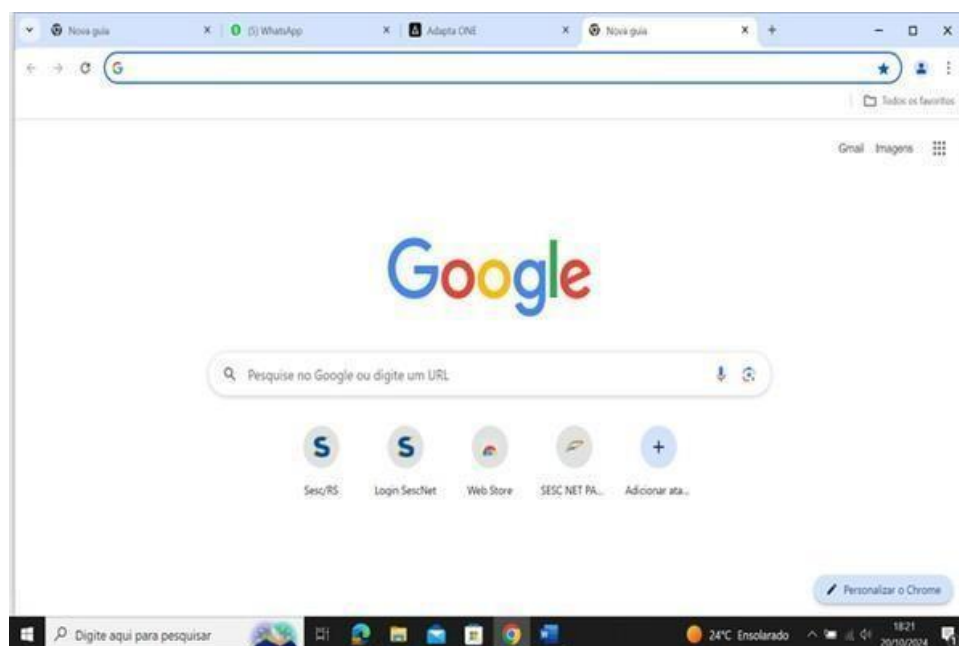 Nova guia
(5) WhatsApp
Adapta ONE
Nova guia
G
Todos os favoritos
Gmail Imagens
Google
Pesquise no Google ou digite um URL
S
S
Sesc/RS
Login SescNet
Web Store
SESC NET PA...
Adicionar ata...
Personalizar o Chrome
Digite aqui para pesquisar
24°C Ensolarado
18:21
20/10/2024